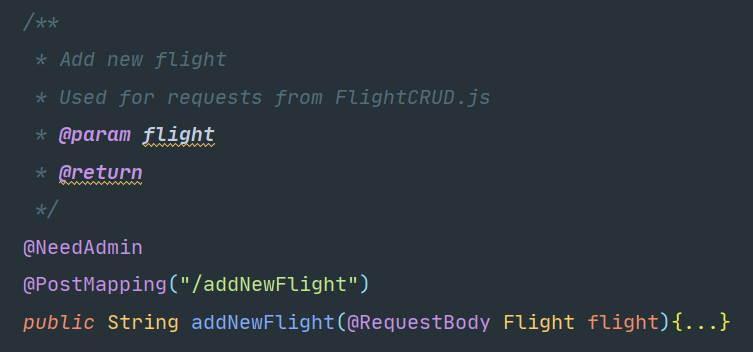 /**
* Add new flight
* Used for requests from FlightCRUD.js
* @param flight
* @return
*/
@NeedAdmin
@PostMapping("/addNewFlight")
public String addNewFlight(@RequestBody Flight flight){...}